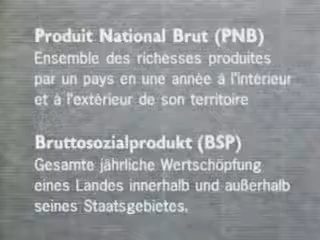 Produit National Brut (PNB)
Ensemble des richesses produites
par un pays en une année à l'intérieur
et à l'extérieur de son territoire
Bruttosozialprodukt (BSP)
Gesamte jährliche Wertschöpfung
eines Landes innerhalb und außerhalb
seines Staatsgebietes.